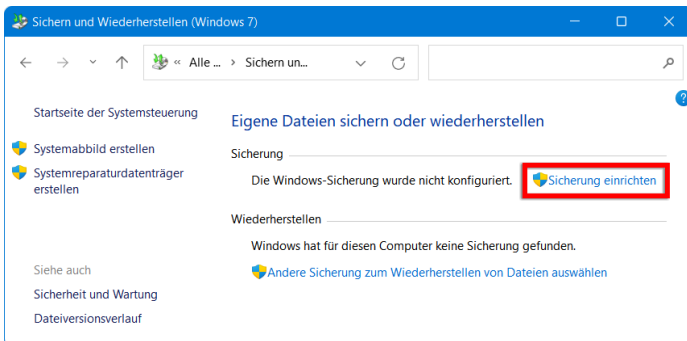 Sichern und Wiederherstellen (Windows 7)
« Alle ... › Sichern un...
Startseite der Systemsteuerung
Systemabbild erstellen
Systemreparaturdatenträger
erstellen
Eigene Dateien sichern oder wiederherstellen
Sicherung
Die Windows-Sicherung wurde nicht konfiguriert. Sicherung einrichten
Wiederherstellen
Windows hat für diesen Computer keine Sicherung gefunden.
Andere Sicherung zum Wiederherstellen von Dateien auswählen
Siehe auch
Sicherheit und Wartung
Dateiversionsverlauf